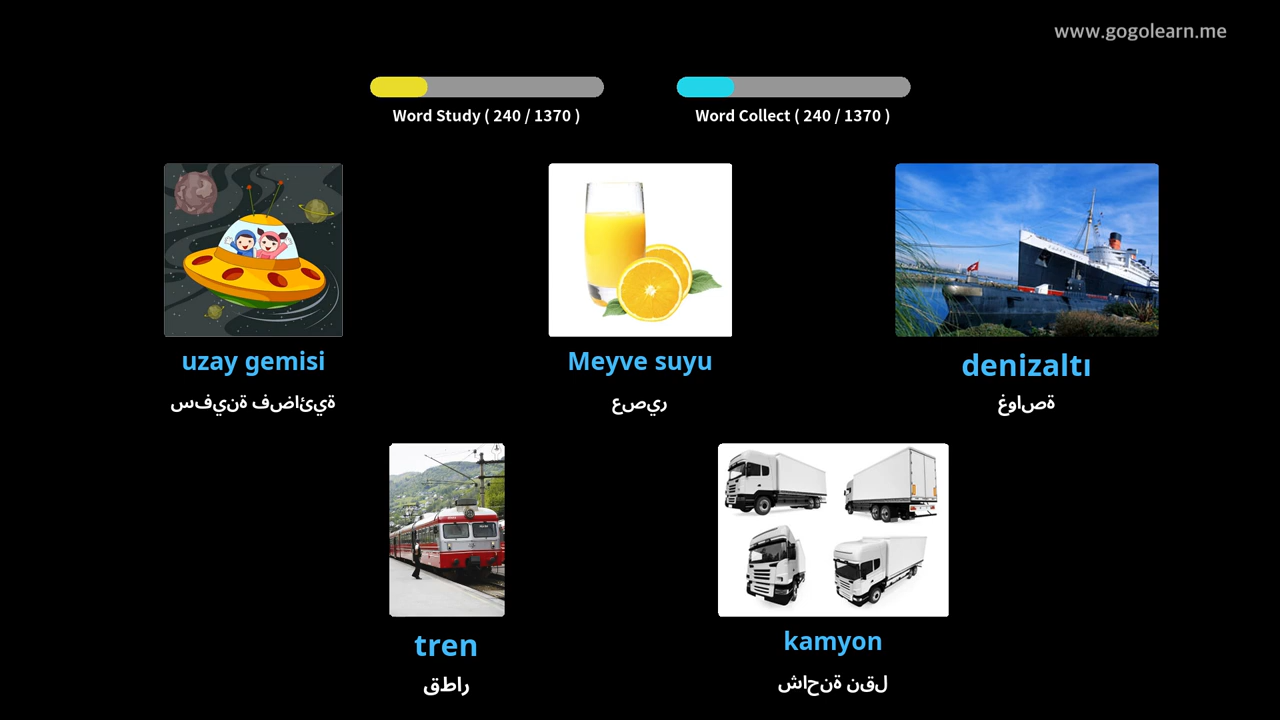 www.gogolearn.me
Word Study ( 240 / 1370 )
Word Collect ( 240 / 1370 )
uzay gemisi
سفينة فضائية
Meyve suyu
عصير
denizaltı
غواصة
tren
قطار
kamyon
شاحنة نقل